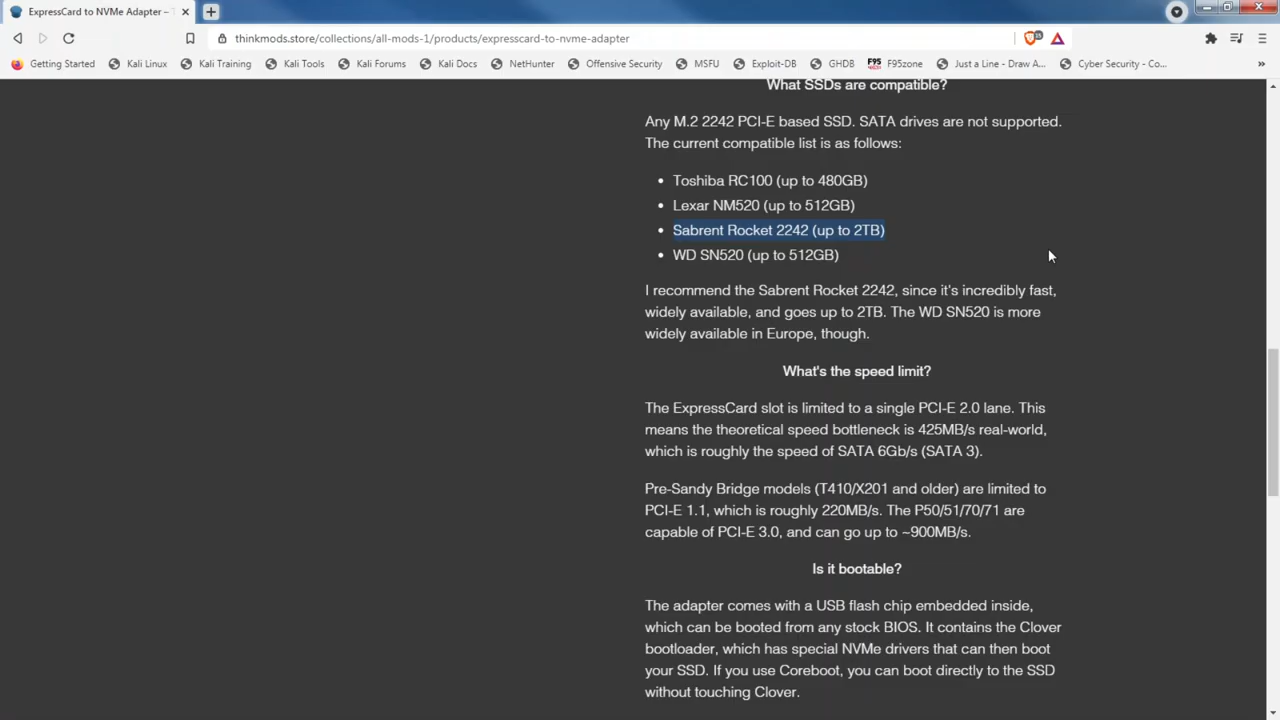 ExpressCard to NVMe Adapter – T
thinkmods.store/collections/all-mods-1/products/expresscard-to-nvme-adapter
Getting Started Kali Linux Kali Training Kali Tools Kali Forums Kali Docs NetHunter Offensive Security MSFU Exploit-DB GHDB F95zone Just a Line - Draw A... Cyber Security - Co... »
What SSDs are compatible?
Any M.2 2242 PCI-E based SSD. SATA drives are not supported.
The current compatible list is as follows:
• Toshiba RC100 (up to 480GB)
• Lexar NM520 (up to 512GB)
• Sabrent Rocket 2242 (up to 2TB)
• WD SN520 (up to 512GB)
I recommend the Sabrent Rocket 2242, since it's incredibly fast,
widely available, and goes up to 2TB. The WD SN520 is more
widely available in Europe, though.
What's the speed limit?
The ExpressCard slot is limited to a single PCI-E 2.0 lane. This
means the theoretical speed bottleneck is 425MB/s real-world,
which is roughly the speed of SATA 6Gb/s (SATA 3).
Pre-Sandy Bridge models (T410/X201 and older) are limited to
PCI-E 1.1, which is roughly 220MB/s. The P50/51/70/71 are
capable of PCI-E 3.0, and can go up to ~900MB/s.
Is it bootable?
The adapter comes with a USB flash chip embedded inside,
which can be booted from any stock BIOS. It contains the Clover
bootloader, which has special NVMe drivers that can then boot
your SSD. If you use Coreboot, you can boot directly to the SSD
without touching Clover.